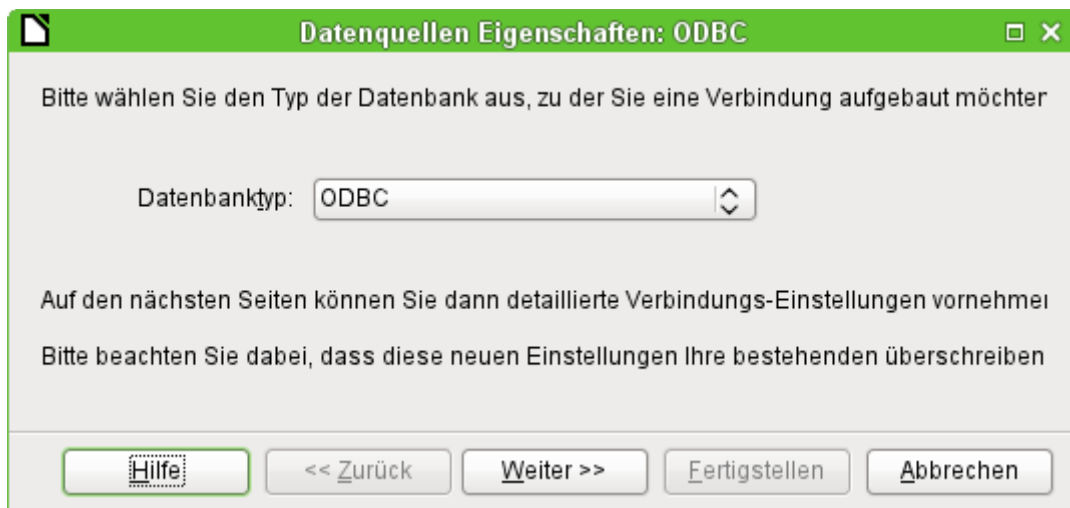 Datenquellen Eigenschaften: ODBC
Bitte wählen Sie den Typ der Datenbank aus, zu der Sie eine Verbindung aufgebaut möchten
Datenbanktyp: ODBC
Auf den nächsten Seiten können Sie dann detaillierte Verbindungs-Einstellungen vornehmen
Bitte beachten Sie dabei, dass diese neuen Einstellungen Ihre bestehenden überschreiben
Hilfe << Zurück Weiter >> Fertigstellen Abbrechen